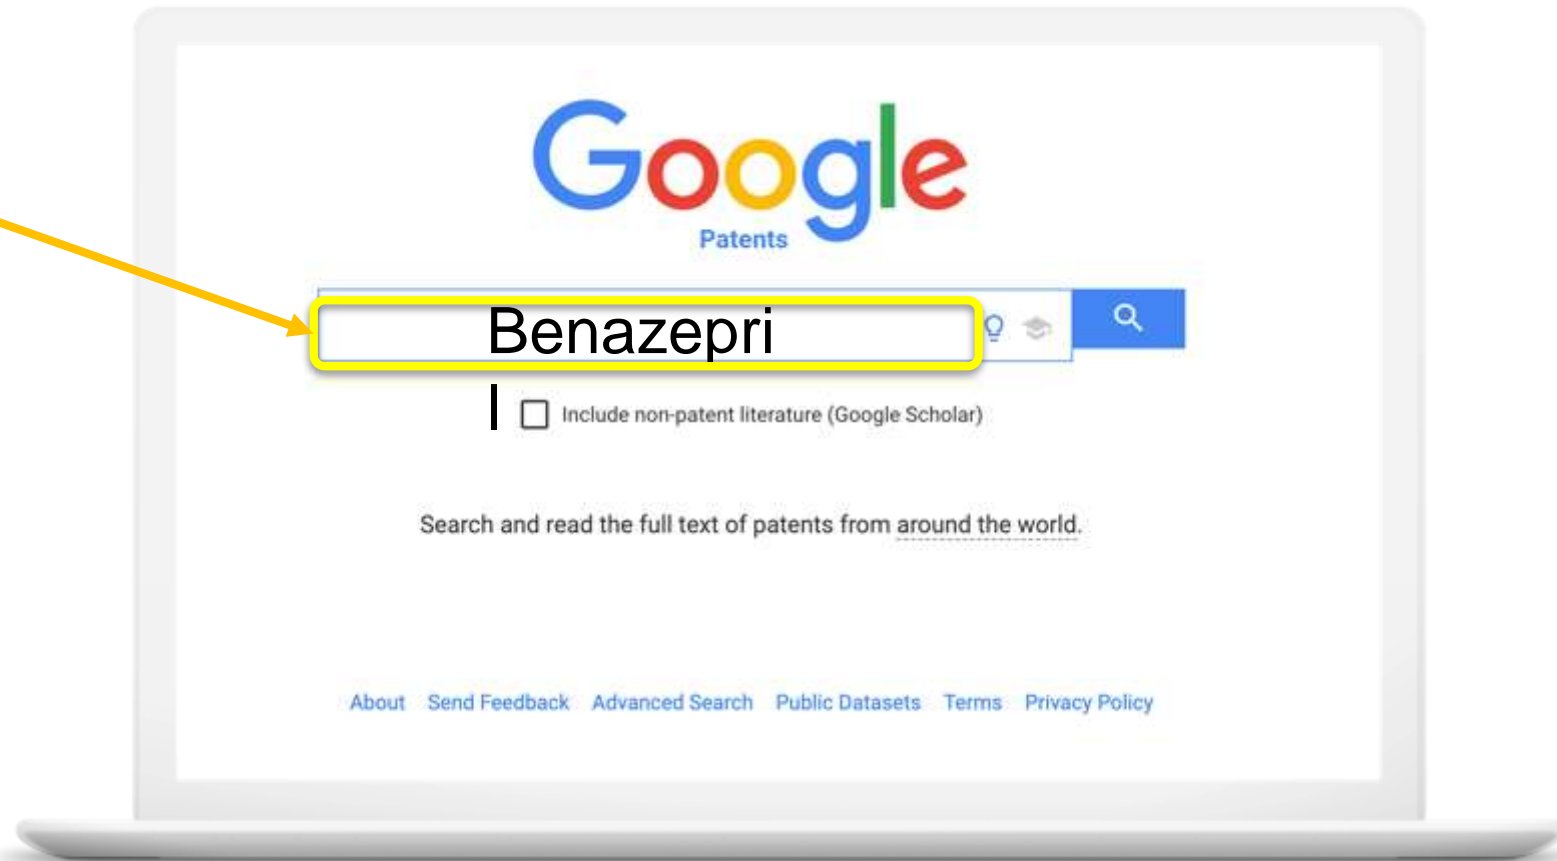 Google
Patents
Benazepri
l
Include non-patent literature (Google Scholar)
Search and read the full text of patents from around the world.
About Send Feedback Advanced Search Public Datasets Terms Privacy Policy